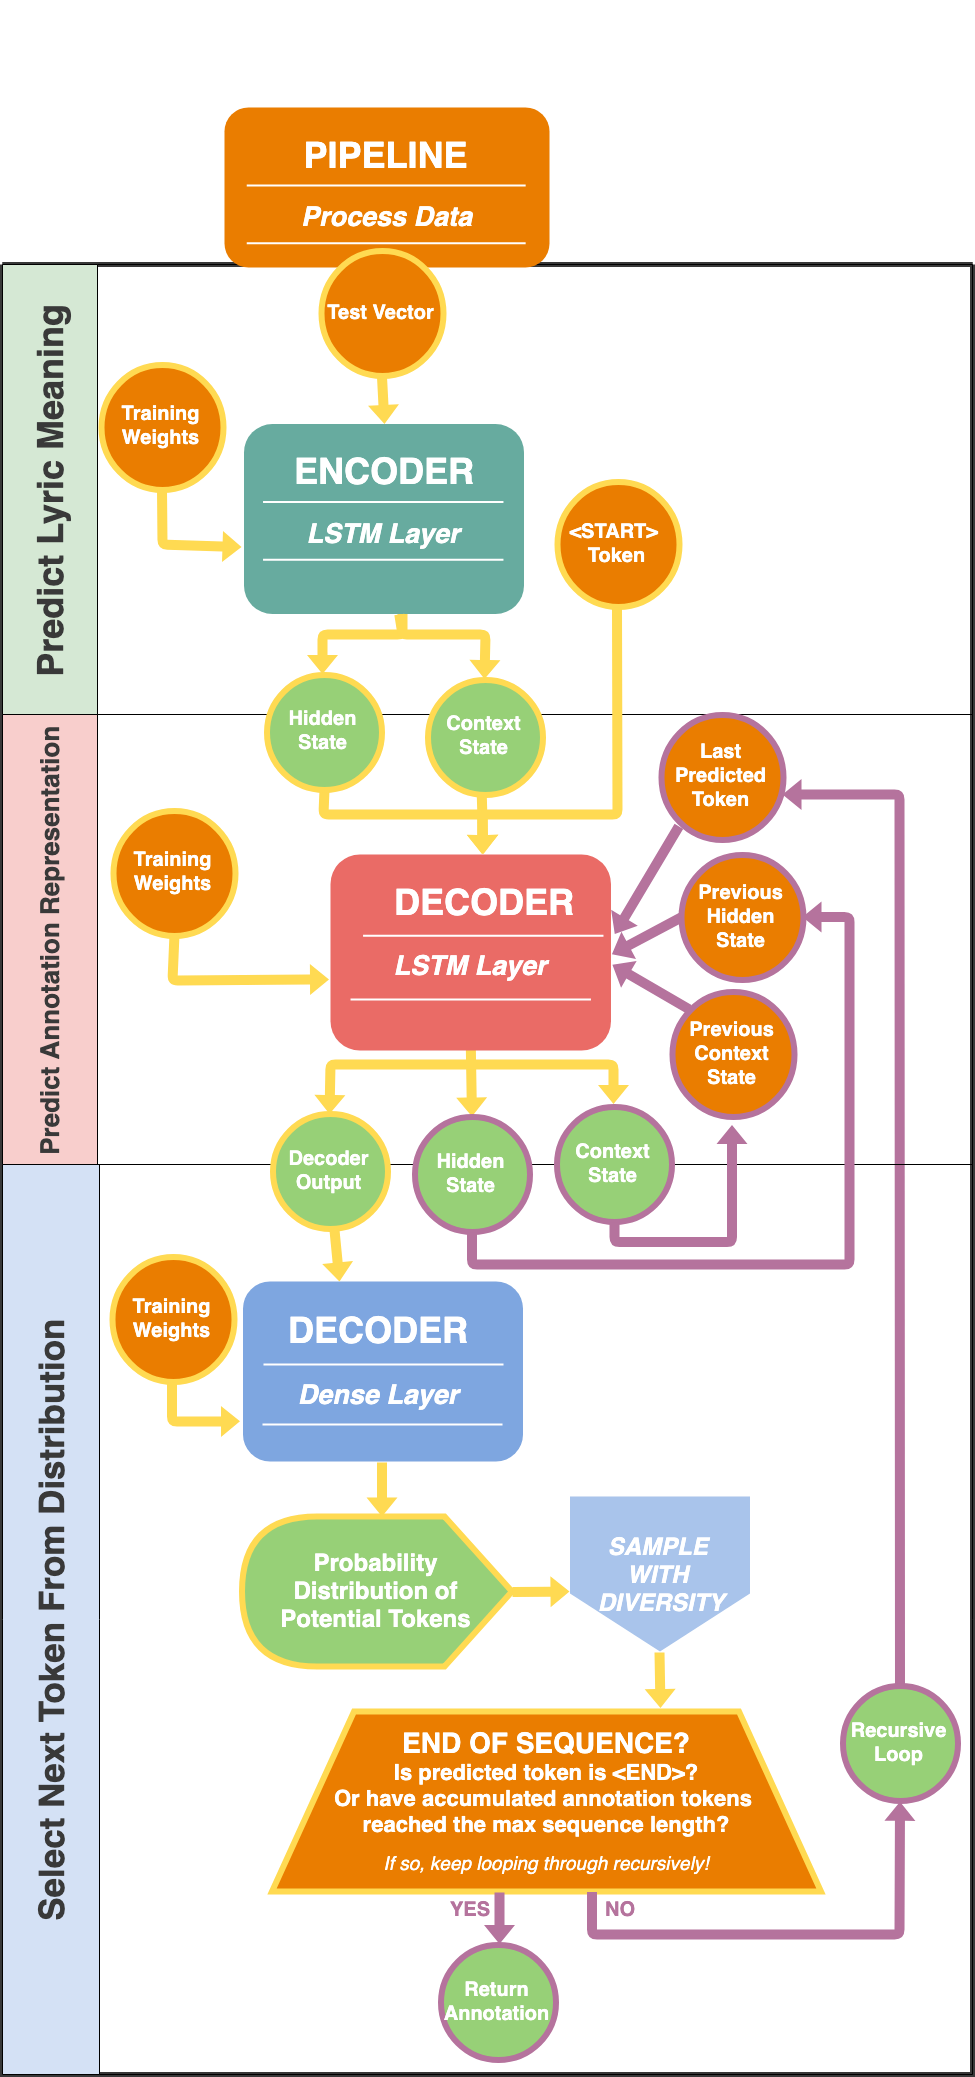 PIPELINE
Process Data
Test Vector
Predict Lyric Meaning
Training
Weights
ENCODER
LSTM Layer
<START>
Token
Hidden
State
Context
State
Predict Annotation Representation
Last
Predicted
Token
Training
Weights
DECODER
LSTM Layer
Previous
Hidden
State
Previous
Context
State
Decoder
Output
Hidden
State
Context
State
Select Next Token From Distribution
Training
Weights
DECODER
Dense Layer
Probability
Distribution of
Potential Tokens
SAMPLE
WITH
DIVERSITY
END OF SEQUENCE?
Is predicted token is <END>?
Or have accumulated annotation tokens
reached the max sequence length?
If so, keep looping through recursively!
Recursive
Loop
YES
NO
Return
Annotation